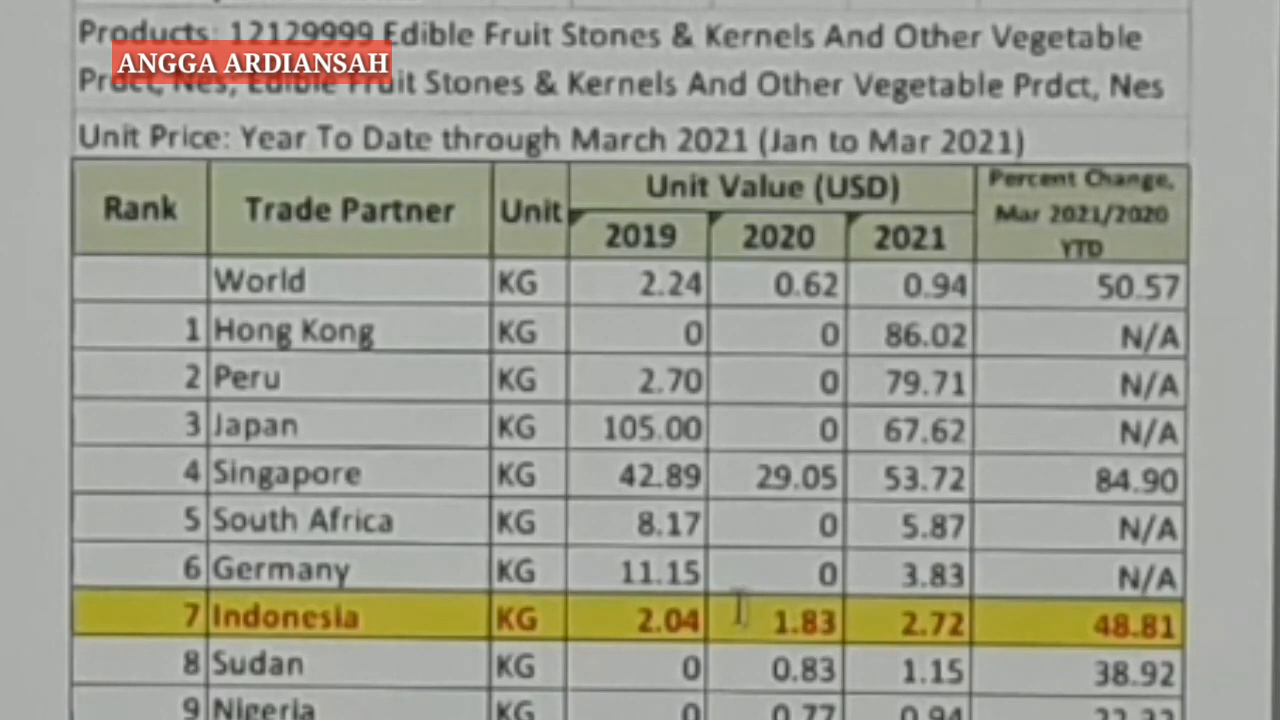 Products: 12129999 Edible Fruit Stones & Kernels And Other Vegetable
ANGGA ARDIANSAH
Prdct, Nes, Edible Fruit Stones & Kernels And Other Vegetable Prdct, Nes
Unit Price: Year To Date through March 2021 (Jan to Mar 2021)
Rank Trade Partner Unit Unit Value (USD) Percent Change, Mar 2021/2020 YTD
2019 2020 2021
World KG 2.24 0.62 0.94 50.57
1 Hong Kong KG 0 0 86.02 N/A
2 Peru KG 2.70 0 79.71 N/A
3 Japan KG 105.00 0 67.62 N/A
4 Singapore KG 42.89 29.05 53.72 84.90
5 South Africa KG 8.17 0 5.87 N/A
6 Germany KG 11.15 0 3.83 N/A
7 Indonesia KG 2.04 1.83 2.72 48.81
8 Sudan KG 0 0.83 1.15 38.92
9 Nigeria KG 0 0.77 0.94